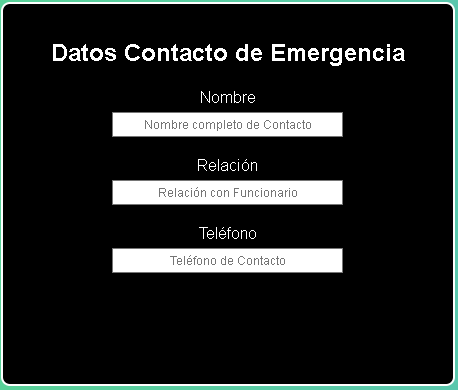 Datos Contacto de Emergencia
Nombre
Nombre completo de Contacto
Relación
Relación con Funcionario
Teléfono
Teléfono de Contacto